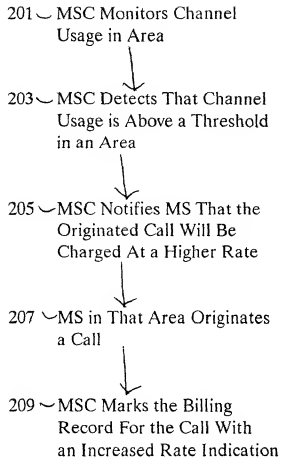 201 MSC Monitors Channel
Usage in Area
203 MSC Detects That Channel
Usage is Above a Threshold
in an Area
205 MSC Notifies MS That the
Originated Call Will Be
Charged At a Higher Rate
207 MS in That Area Originates
a Call
209 MSC Marks the Billing
Record For the Call With
an Increased Rate Indication